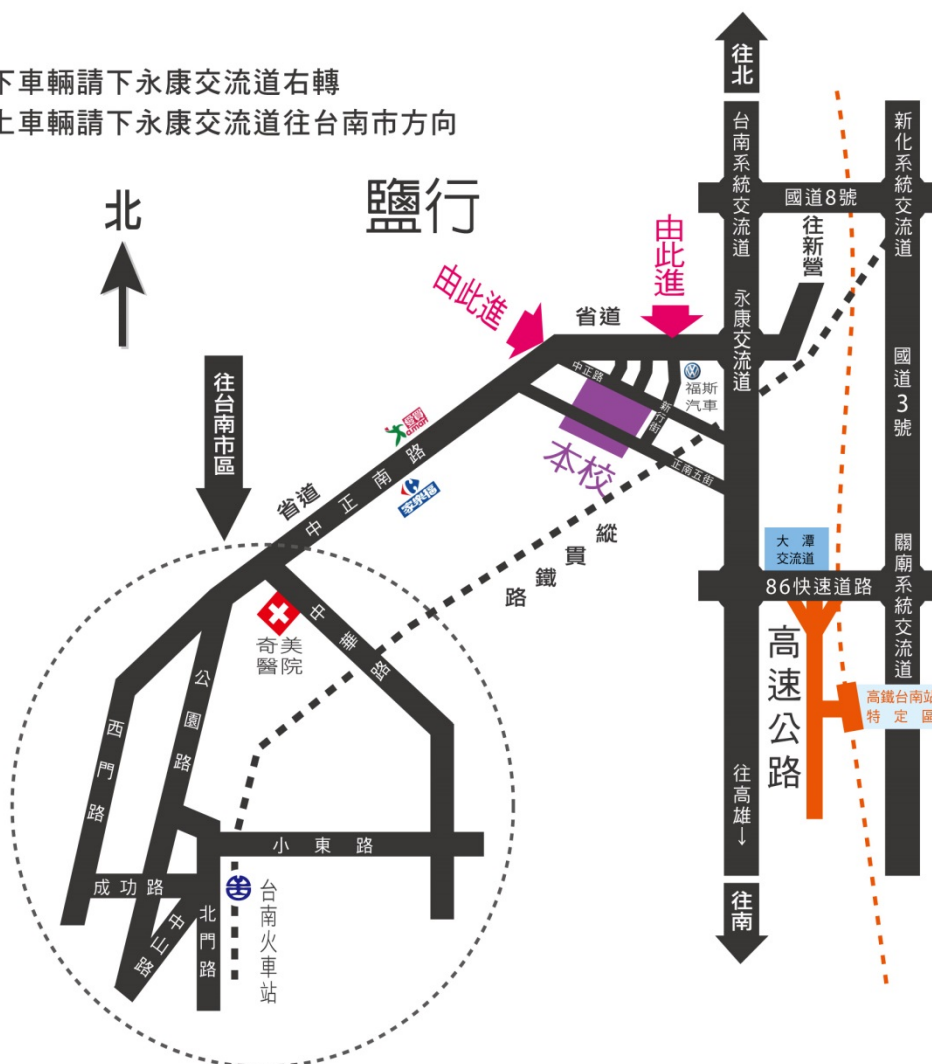 下車輛請下永康交流道右轉
上車輛請下永康交流道往台南市方向
北
鹽行
往北
台南系統交流道
新化系統交流道
國道8號
往新營
由此進
由此進
省道
永康交流道
國道3號
中正路
福斯
汽車
新行街
本校
正南五街
往台南市區
愛買
a.mart
家樂福
省道
中正南路
縱貫鐵路
大潭
交流道
86快速道路
關廟系統交流道
高速公路
高鐵台南站
特定區
奇美
醫院
中華路
公園路
西門路
往高雄↓
小東路
成功路
中山路
北門路
台南火車站
往南